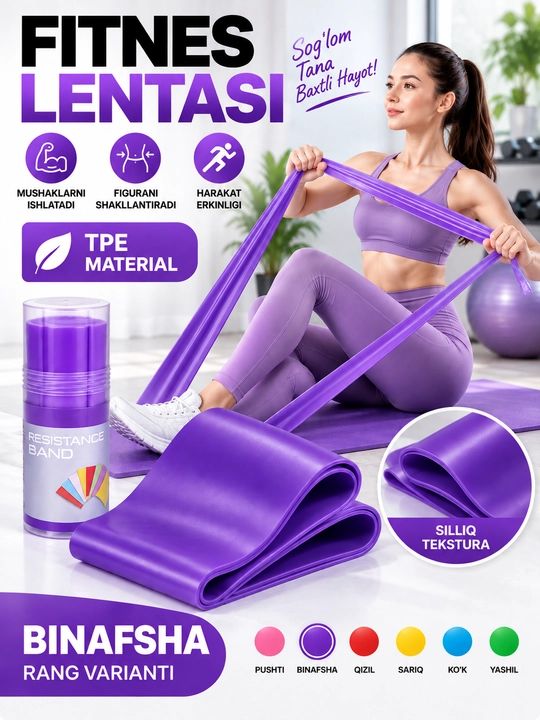 FITNES
LENTASI
Sog'lom
Tana
Baxtli Hayot!
MUSHAKLARNI
ISHLATADI
FIGURANI
SHAKLLANTIRADI
HARAKAT
ERKINLIGI
TPE
MATERIAL
RESISTANCE
BAND
SILLIQ
TEKSTURA
BINAFSHA
RANG VARIANTI
PUSHTI
BINAFSHA
QIZIL
SARIQ
KO'K
YASHIL